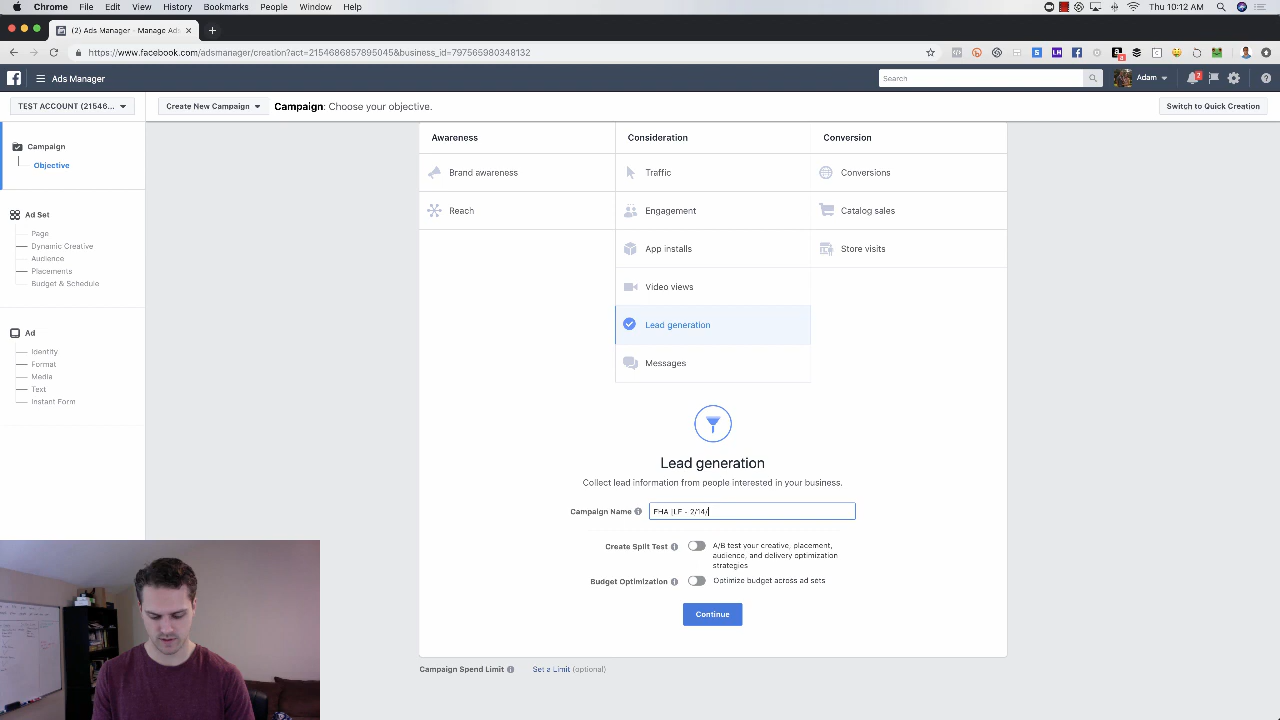 Chrome File Edit View History Bookmarks People Window Help Thu 10:12 AM
(2) Ads Manager - Manage Ads
https://www.facebook.com/adsmanager/creation?act=2154686857895045&business_id=797565980348132
Ads Manager Search Adam 2
TEST ACCOUNT (21546... Create New Campaign Campaign: Choose your objective. Switch to Quick Creation
Awareness Consideration Conversion
Campaign
Objective
Brand awareness Traffic Conversions
Reach Engagement Catalog sales
Ad Set
Page
Dynamic Creative
Audience
Placements
Budget & Schedule
App installs Store visits
Video views
Lead generation
Messages
Ad
Identity
Format
Media
Text
Instant Form
Lead generation
Collect lead information from people interested in your business.
Campaign Name FHA |LF - 2/14/
Create Split Test A/B test your creative, placement,
audience, and delivery optimization
strategies
Budget Optimization Optimize budget across ad sets
Continue
Campaign Spend Limit Set a Limit (optional)